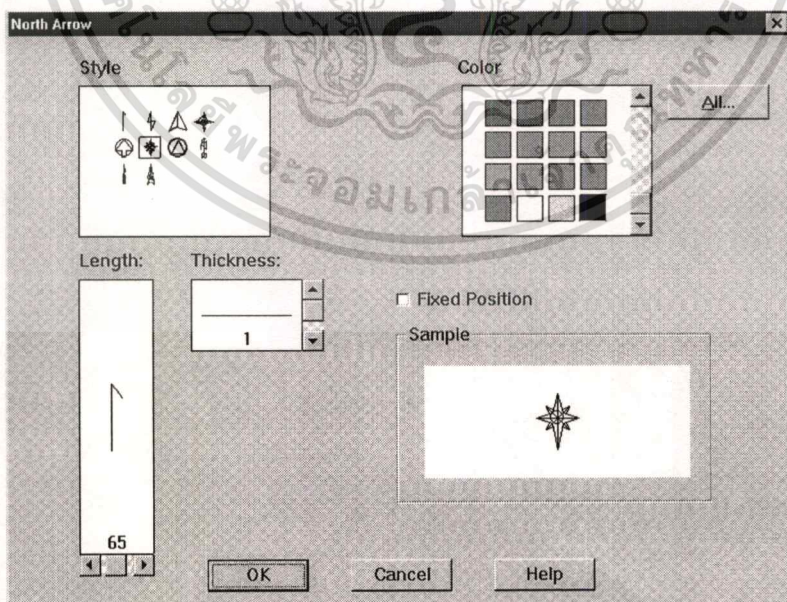 North Arrow
Style
Color
All...
Length:
Thickness:
1
Fixed Position
Sample
65
OK
Cancel
Help